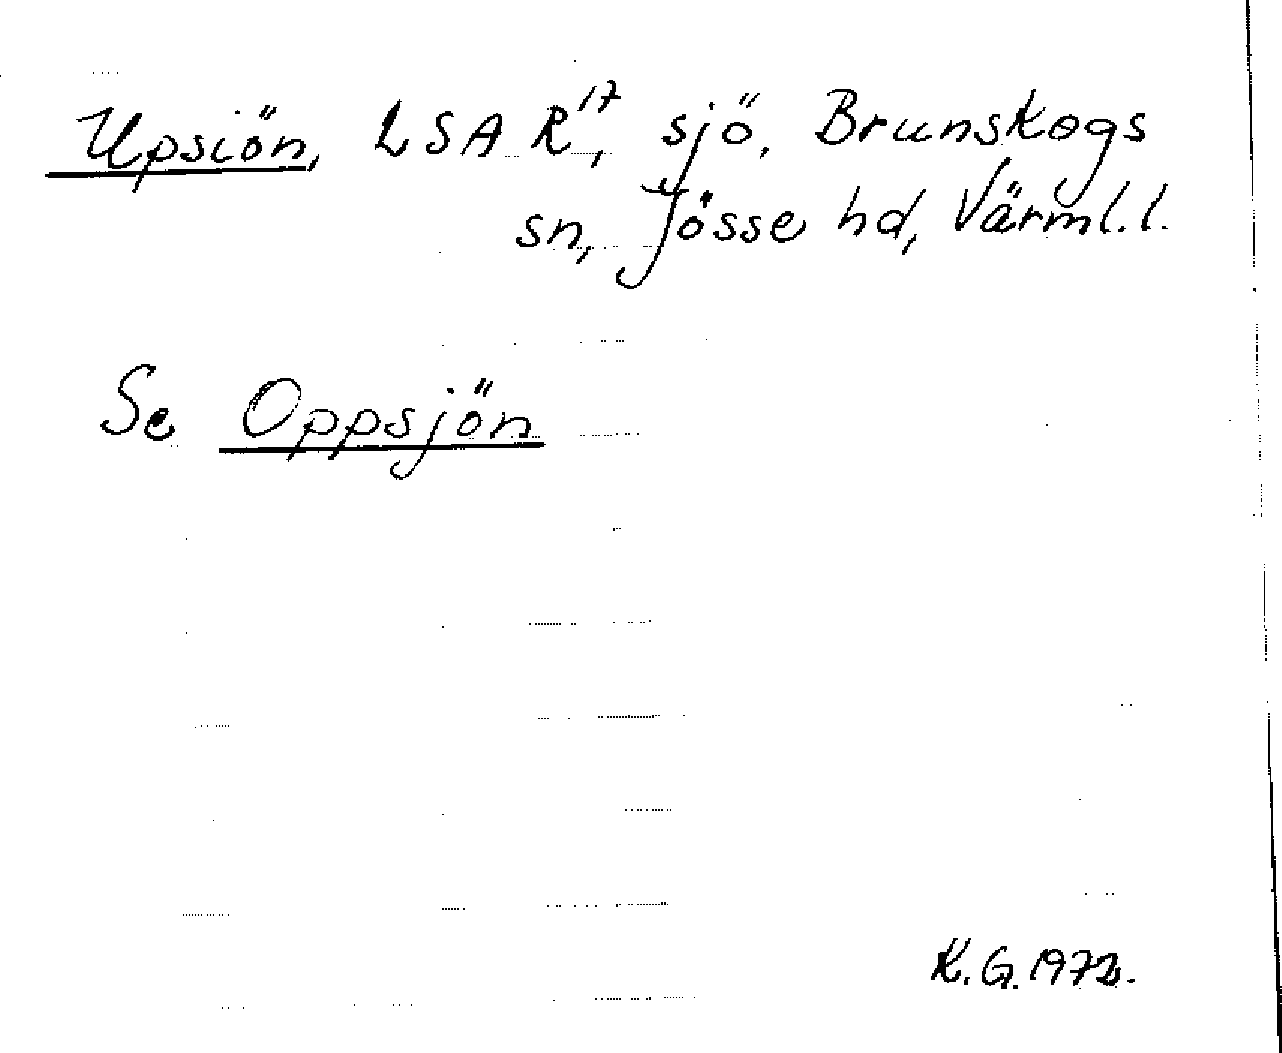 Upsiön, LSA R17, sjö, Brunskogs
sn, Jösse hd, Värml. l.
Se Oppsjön
K.G. 1972.